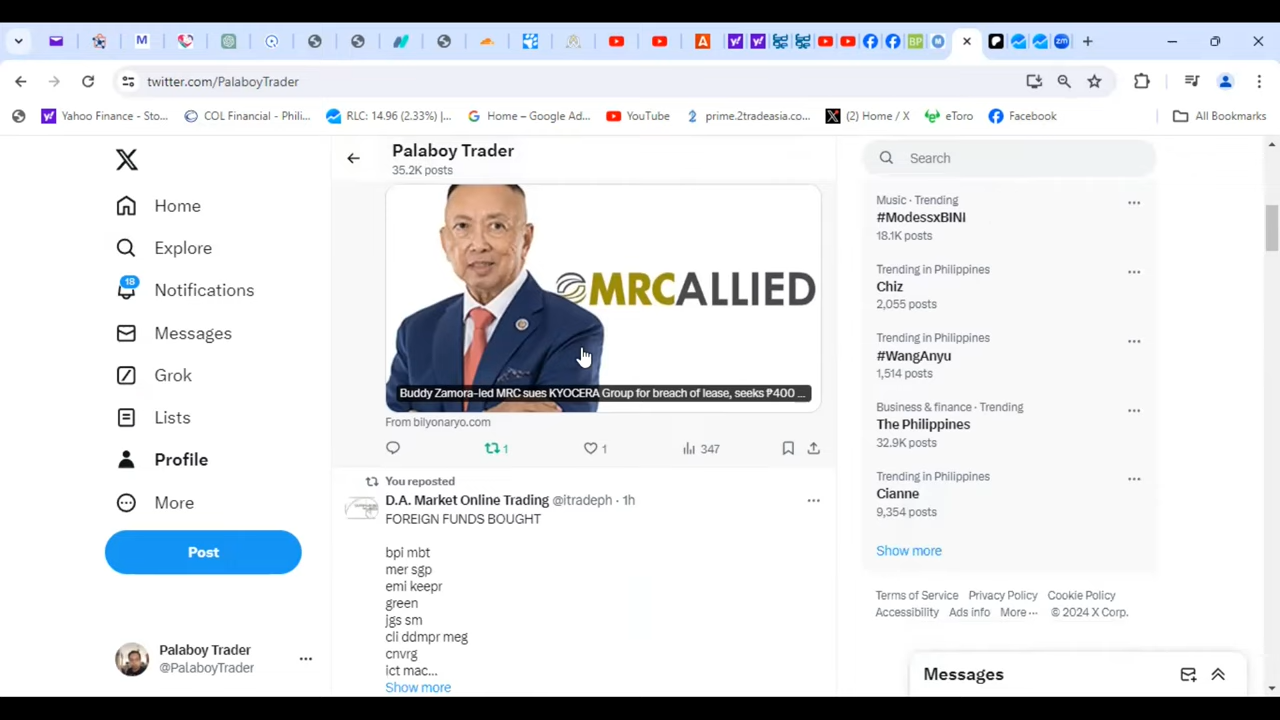 twitter.com/PalaboyTrader
Yahoo Finance - Sto...
COL Financial - Phili...
RLC: 14.96 (2.33%) |...
Home – Google Ad...
YouTube
prime.2tradeasia.co...
(2) Home / X
eToro
Facebook
All Bookmarks
Home
Explore
18
Notifications
Messages
Grok
Lists
Profile
More
Post
Palaboy Trader
@PalaboyTrader
Palaboy Trader
35.2K posts
MRCALLIED
Buddy Zamora-led MRC sues KYOCERA Group for breach of lease, seeks ₱400 ...
From bilyonaryo.com
1
1
347
You reposted
D.A. Market Online Trading @itradeph · 1h
FOREIGN FUNDS BOUGHT
bpi mbt
mer sgp
emi keepr
green
jgs sm
cli ddmpr meg
cnvrg
ict mac...
Show more
Search
Music · Trending
#ModessxBINI
18.1K posts
Trending in Philippines
Chiz
2,055 posts
Trending in Philippines
#WangAnyu
1,514 posts
Business & finance · Trending
The Philippines
32.9K posts
Trending in Philippines
Cianne
9,354 posts
Show more
Terms of Service Privacy Policy Cookie Policy
Accessibility Ads info More ··· © 2024 X Corp.
Messages